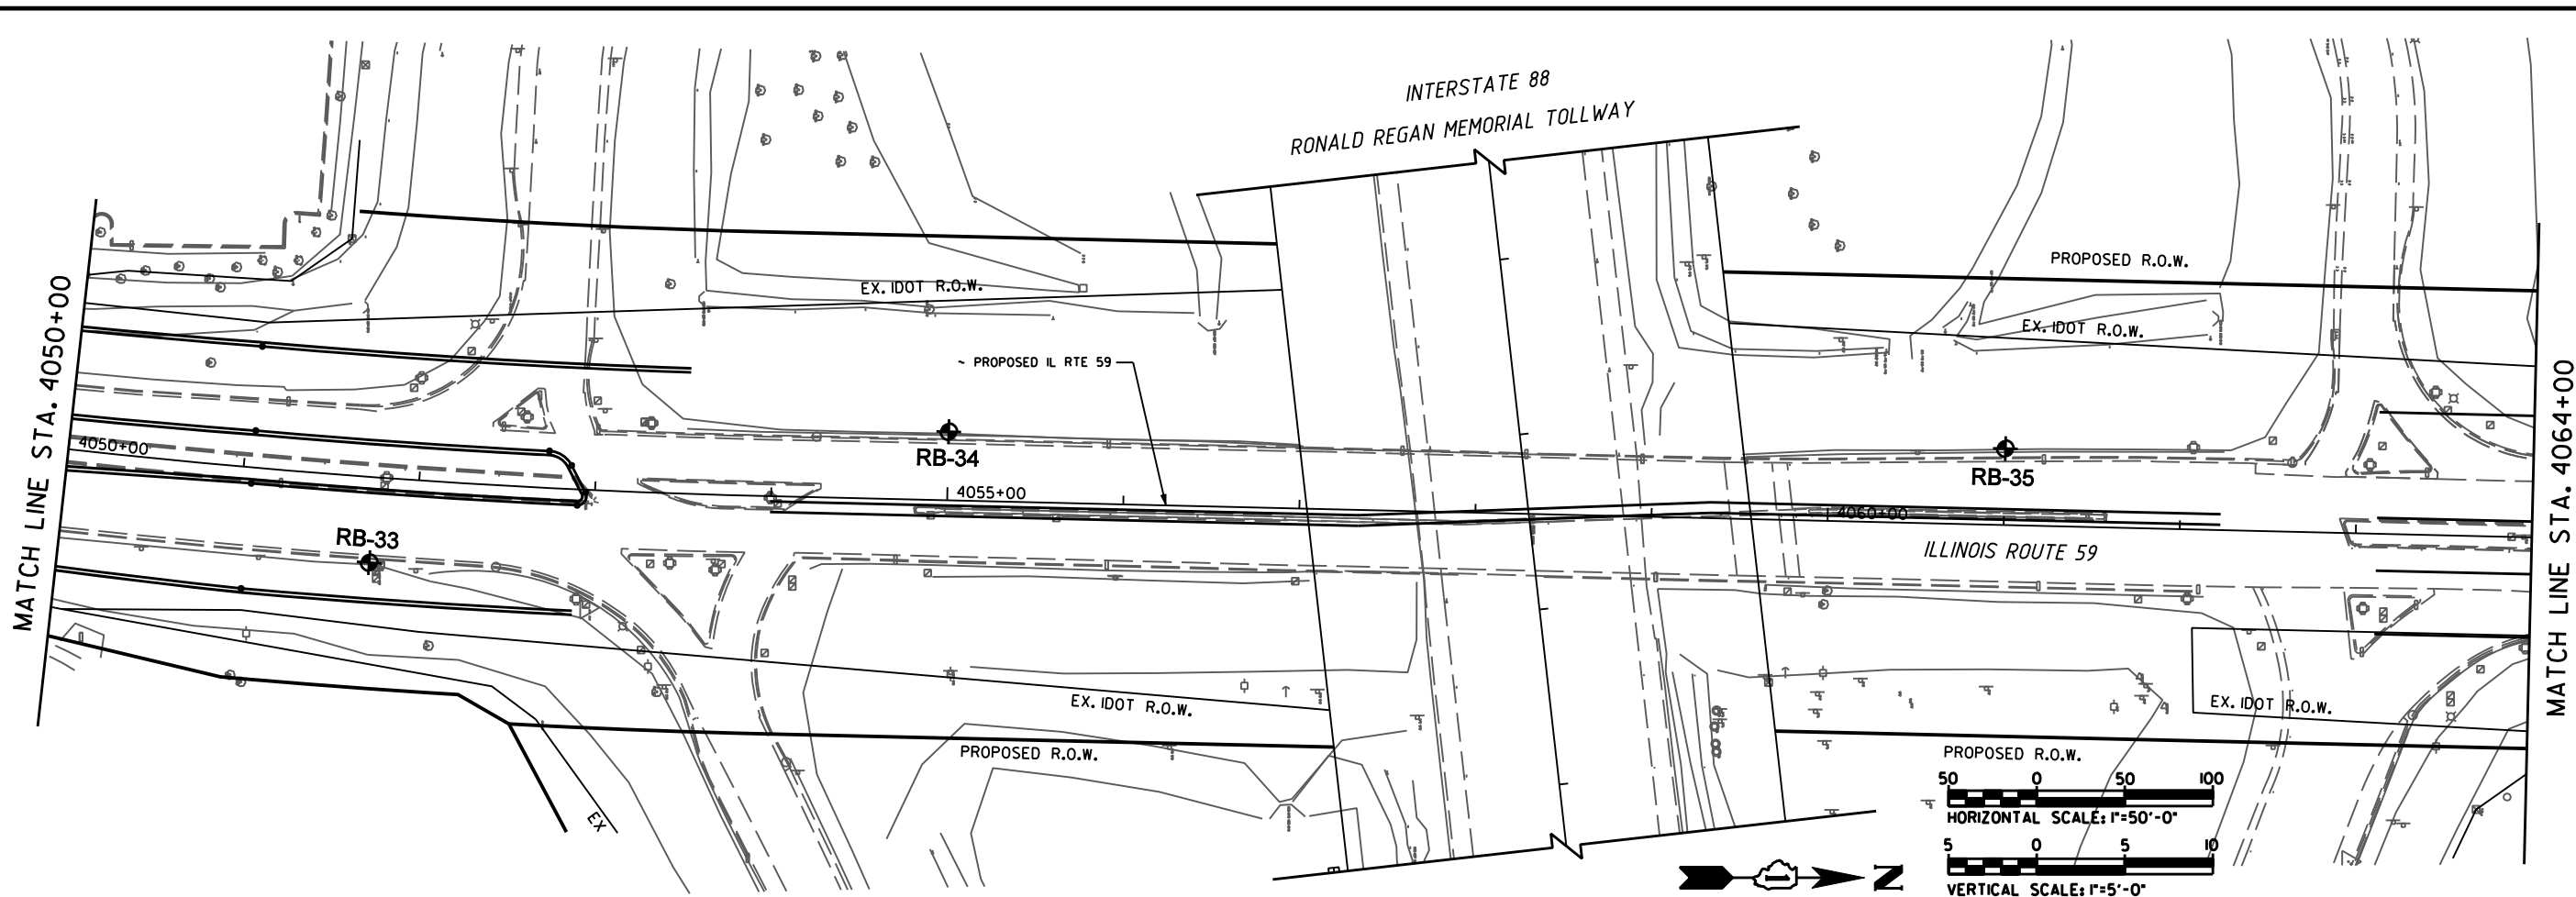 INTERSTATE 88
RONALD REGAN MEMORIAL TOLLWAY
MATCH LINE STA. 4050+00
EX. IDOT R.O.W.
PROPOSED R.O.W.
EX. IDOT R.O.W.
~ PROPOSED IL RTE 59
4050+00
RB-34
4055+00
RB-35
4060+00
RB-33
ILLINOIS ROUTE 59
MATCH LINE STA. 4064+00
EX. IDOT R.O.W.
EX. IDOT R.O.W.
PROPOSED R.O.W.
PROPOSED R.O.W.
EX
50 0 50 100
HORIZONTAL SCALE: 1"=50'-0"
5 0 5 10
VERTICAL SCALE: 1"=5'-0"
N